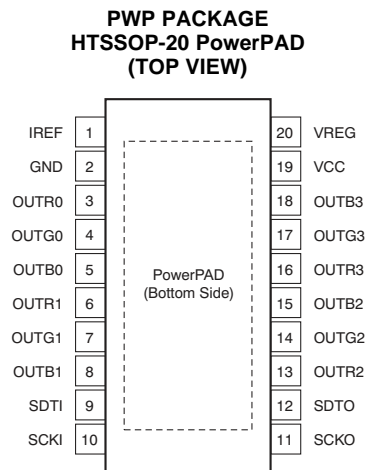 PWP PACKAGE
HTSSOP-20 PowerPAD
(TOP VIEW)
IREF 1 20 VREG
GND 2 19 VCC
OUTR0 3 18 OUTB3
OUTG0 4 17 OUTG3
OUTB0 5 16 OUTR3
PowerPAD
(Bottom Side)
OUTR1 6 15 OUTB2
OUTG1 7 14 OUTG2
OUTB1 8 13 OUTR2
SDTI 9 12 SDTO
SCKI 10 11 SCKO